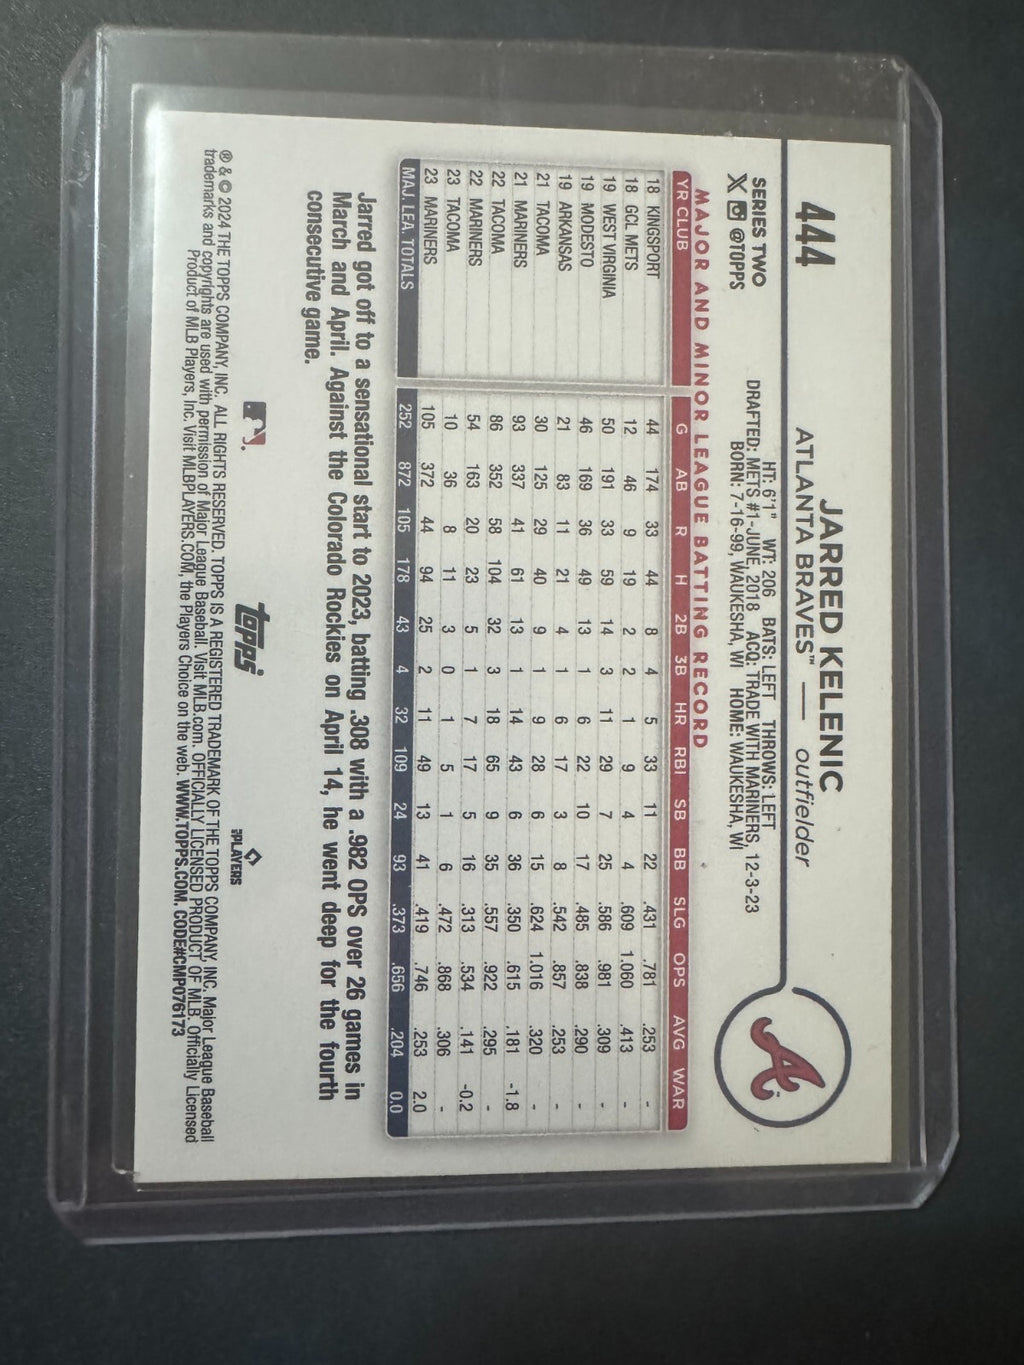 444
JARRED KELENIC
ATLANTA BRAVES™ — outfielder
SERIES TWO
X @TOPPS
HT: 6'1" WT: 206 BATS: LEFT THROWS: LEFT
DRAFTED: METS #1-JUNE, 2018 ACQ: TRADE WITH MARINERS, 12-3-23
BORN: 7-16-99, WAUKESHA, WI HOME: WAUKESHA, WI
MAJOR AND MINOR LEAGUE BATTING RECORD
YR CLUB G AB R H 2B 3B HR RBI SB BB SLG OPS AVG WAR
18 KINGSPORT 44 174 33 44 8 4 5 33 11 22 .431 .781 .253 -
18 GCL METS 12 46 9 19 2 2 1 9 4 4 .609 1.060 .413 -
19 WEST VIRGINIA 50 191 33 59 14 3 11 29 7 25 .586 .981 .309 -
19 MODESTO 46 169 36 49 13 1 6 22 10 17 .485 .838 .290 -
19 ARKANSAS 21 83 11 21 4 1 6 17 3 8 .542 .857 .253 -
21 TACOMA 30 125 29 40 9 1 9 28 6 15 .624 1.016 .320 -
21 MARINERS 93 337 41 61 13 1 14 43 6 36 .350 .615 .181 -1.8
22 TACOMA 86 352 58 104 32 3 18 65 9 35 .557 .922 .295 -
22 MARINERS 54 163 20 23 5 1 7 17 5 16 .313 .534 .141 -0.2
23 TACOMA 10 36 8 11 3 0 1 5 1 6 .472 .868 .306 -
23 MARINERS 105 372 44 94 25 2 11 49 13 41 .419 .746 .253 2.0
MAJ. LEA. TOTALS 252 872 105 178 43 4 32 109 24 93 .373 .656 .204 0.0
Jarred got off to a sensational start to 2023, batting .308 with a .982 OPS over 26 games in
March and April. Against the Colorado Rockies on April 14, he went deep for the fourth
consecutive game.
topps
PLAYERS
® & © 2024 THE TOPPS COMPANY, INC. ALL RIGHTS RESERVED. TOPPS IS A REGISTERED TRADEMARK OF THE TOPPS COMPANY, INC. Major League Baseball
trademarks and copyrights are used with permission of Major League Baseball. Visit MLB.com. OFFICIALLY LICENSED PRODUCT OF MLB. Officially Licensed
Product of MLB Players, Inc. Visit MLBPLAYERS.COM, the Players Choice on the web. WWW.TOPPS.COM. CODE#CMP076173